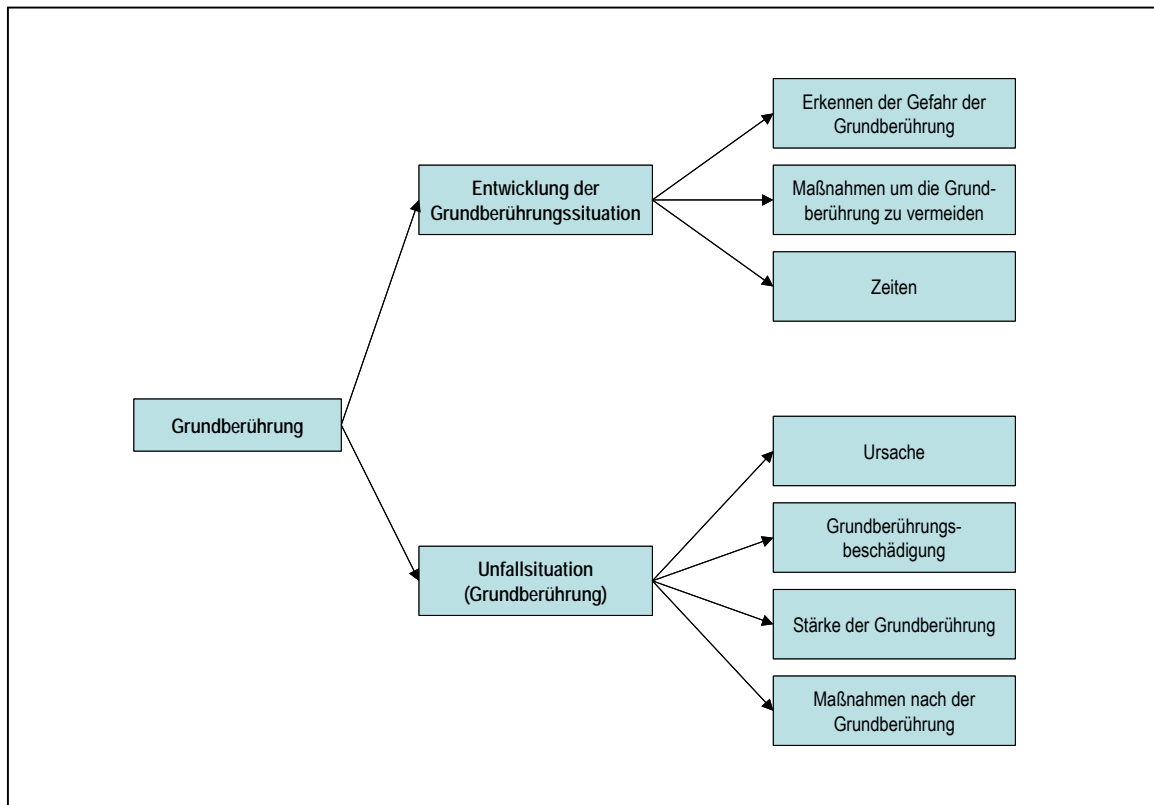 Erkennen der Gefahr der
Grundberührung
Entwicklung der
Grundberührungssituation
Maßnahmen um die Grund-
berührung zu vermeiden
Zeiten
Grundberührung
Ursache
Grundberührungs-
beschädigung
Unfallsituation
(Grundberührung)
Stärke der Grundberührung
Maßnahmen nach der
Grundberührung